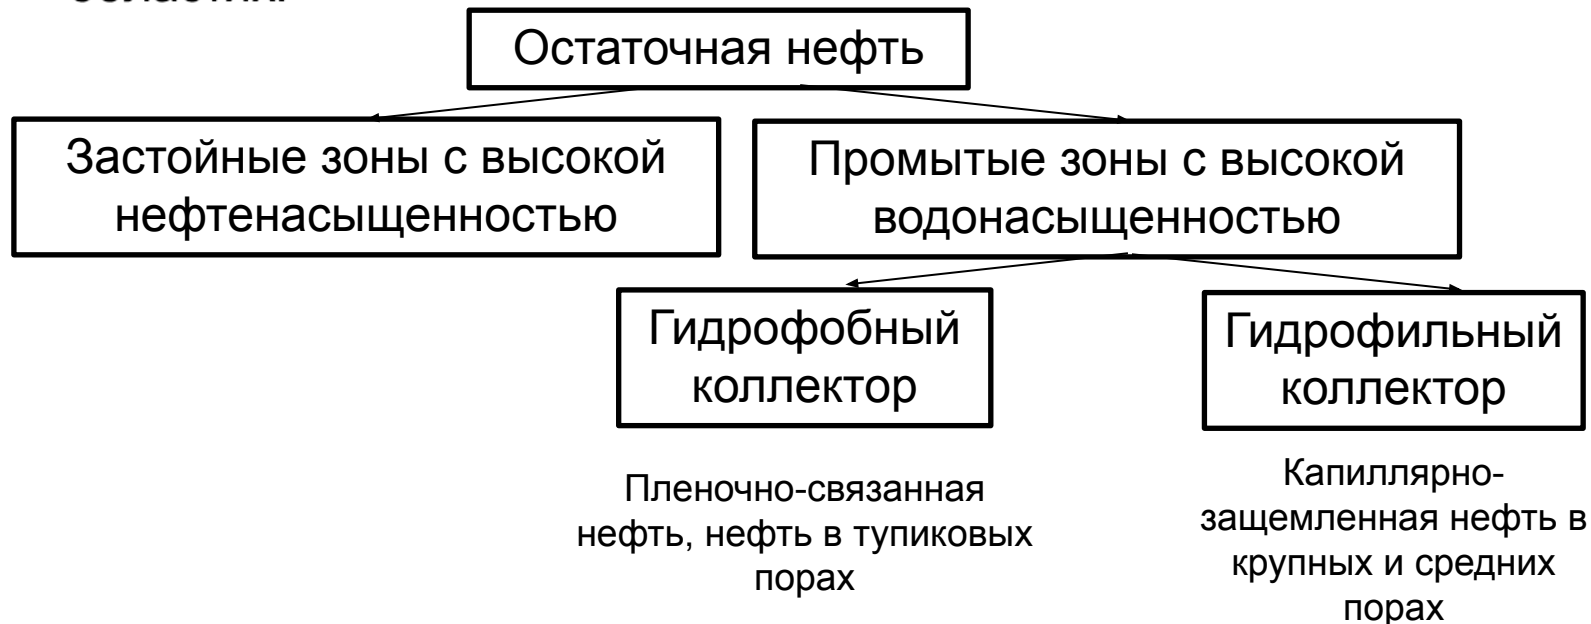 Остаточная нефть
Застойные зоны с высокой
нефтенасыщенностью
Промытые зоны с высокой
водонасыщенностью
Гидрофобный
коллектор
Гидрофильный
коллектор
Пленочно-связанная
нефть, нефть в тупиковых
порах
Капиллярно-
защемленная нефть в
крупных и средних
порах